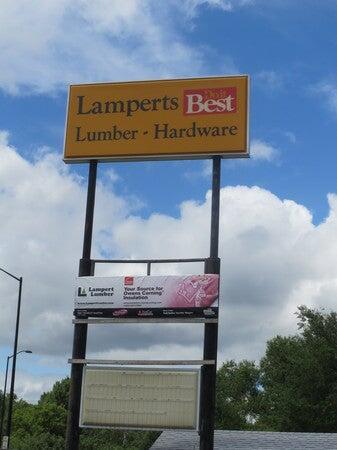 Lamperts Do it Best
Lumber - Hardware
Lampert Lumber
Your Source for
Owens Corning
Insulation